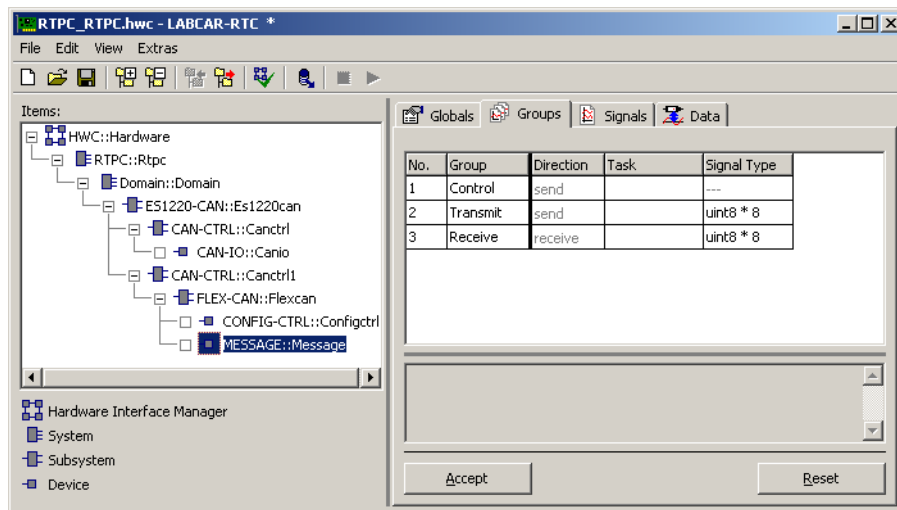 RTPC_RTPC.hwc - LABCAR-RTC *
File Edit View Extras
Items:
HWC::Hardware
RTPC::Rtpc
Domain::Domain
ES1220-CAN::Es1220can
CAN-CTRL::Canctrl
CAN-IO::Canio
CAN-CTRL::Canctrl1
FLEX-CAN::Flexcan
CONFIG-CTRL::Configctrl
MESSAGE::Message
Hardware Interface Manager
System
Subsystem
Device
Globals Groups Signals Data
No. Group Direction Task Signal Type
1 Control send ---
2 Transmit send uint8 * 8
3 Receive receive uint8 * 8
Accept Reset